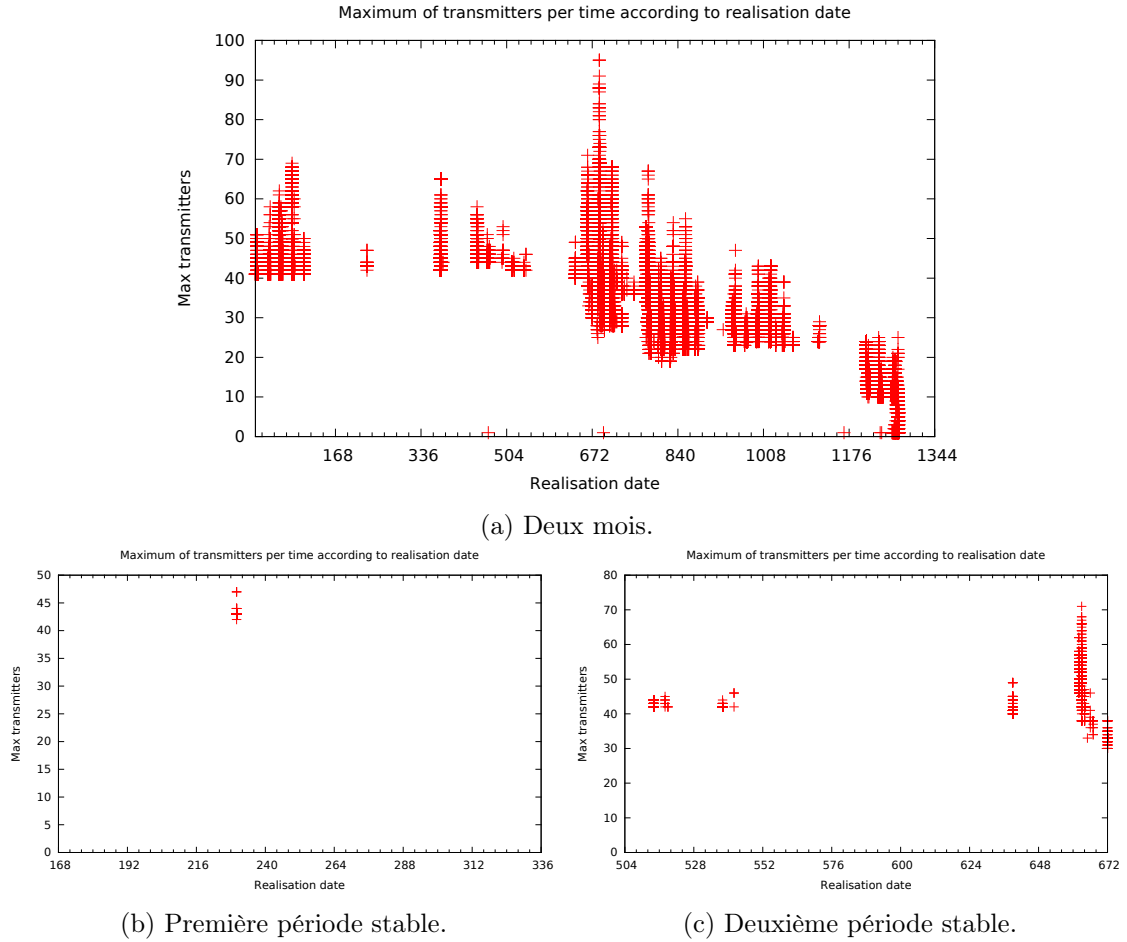 Maximum of transmitters per time according to realisation date
100
90
80
70
60
50
40
30
20
10
0
Max transmitters
168 336 504 672 840 1008 1176 1344
Realisation date
(a) Deux mois.
Maximum of transmitters per time according to realisation date
50
45
40
35
30
25
20
15
10
5
0
Max transmitters
168 192 216 240 264 288 312 336
Realisation date
(b) Première période stable.
Maximum of transmitters per time according to realisation date
80
70
60
50
40
30
20
10
0
Max transmitters
504 528 552 576 600 624 648 672
Realisation date
(c) Deuxième période stable.